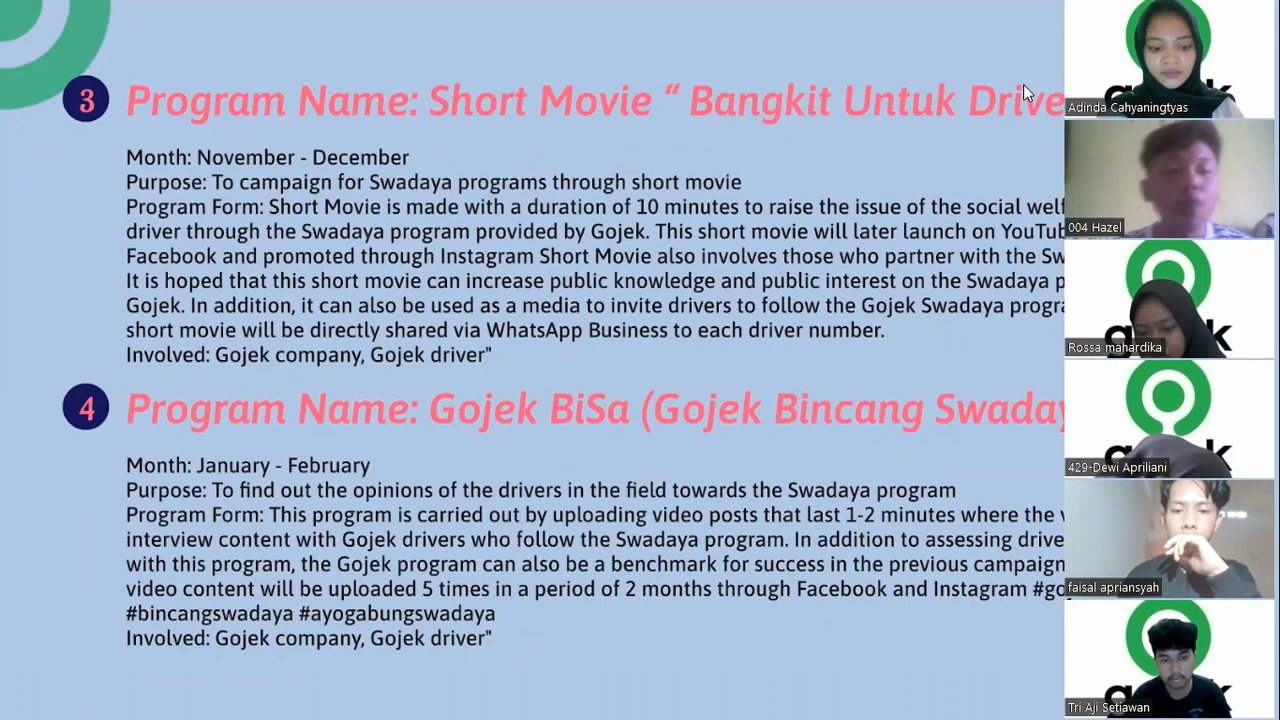 3
Program Name: Short Movie “ Bangkit Untuk Drive
Month: November - December
Purpose: To campaign for Swadaya programs through short movie
Program Form: Short Movie is made with a duration of 10 minutes to raise the issue of the social welf
driver through the Swadaya program provided by Gojek. This short movie will later launch on YouTub
Facebook and promoted through Instagram Short Movie also involves those who partner with the Sw
It is hoped that this short movie can increase public knowledge and public interest on the Swadaya p
Gojek. In addition, it can also be used as a media to invite drivers to follow the Gojek Swadaya progra
short movie will be directly shared via WhatsApp Business to each driver number.
Involved: Gojek company, Gojek driver"
4
Program Name: Gojek BiSa (Gojek Bincang Swaday
Month: January - February
Purpose: To find out the opinions of the drivers in the field towards the Swadaya program
Program Form: This program is carried out by uploading video posts that last 1-2 minutes where the v
interview content with Gojek drivers who follow the Swadaya program. In addition to assessing drive
with this program, the Gojek program can also be a benchmark for success in the previous campaign
video content will be uploaded 5 times in a period of 2 months through Facebook and Instagram #go
#bincangswadaya #ayogabungswadaya
Involved: Gojek company, Gojek driver"
Adinda Cahyaningtyas
004 Hazel
Rossa mahardika
429-Dewi Apriliani
faisal apriansyah
Tri Aji Setiawan